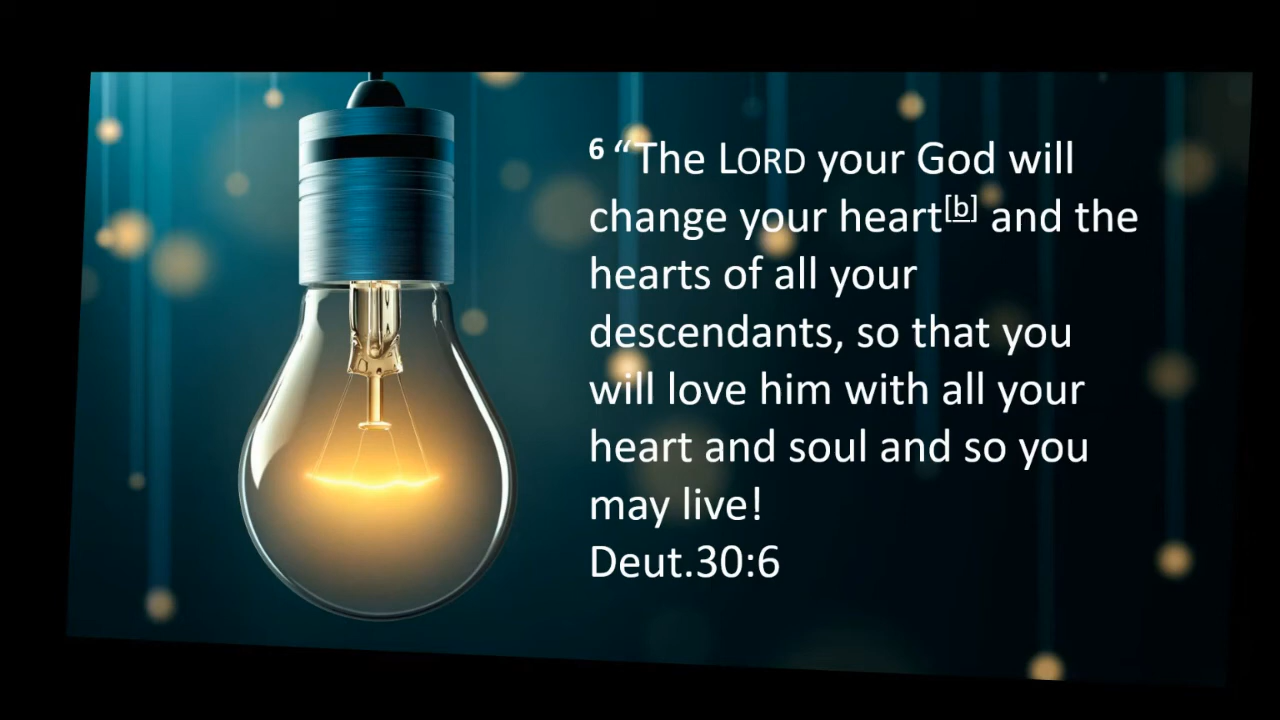 6 “The LORD your God will
change your heart[b] and the
hearts of all your
descendants, so that you
will love him with all your
heart and soul and so you
may live!
Deut.30:6